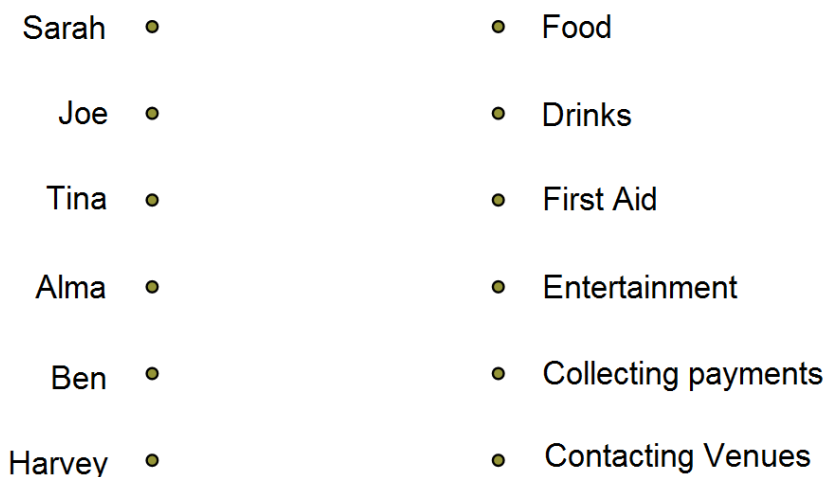 Sarah Food
Joe Drinks
Tina First Aid
Alma Entertainment
Ben Collecting payments
Harvey Contacting Venues